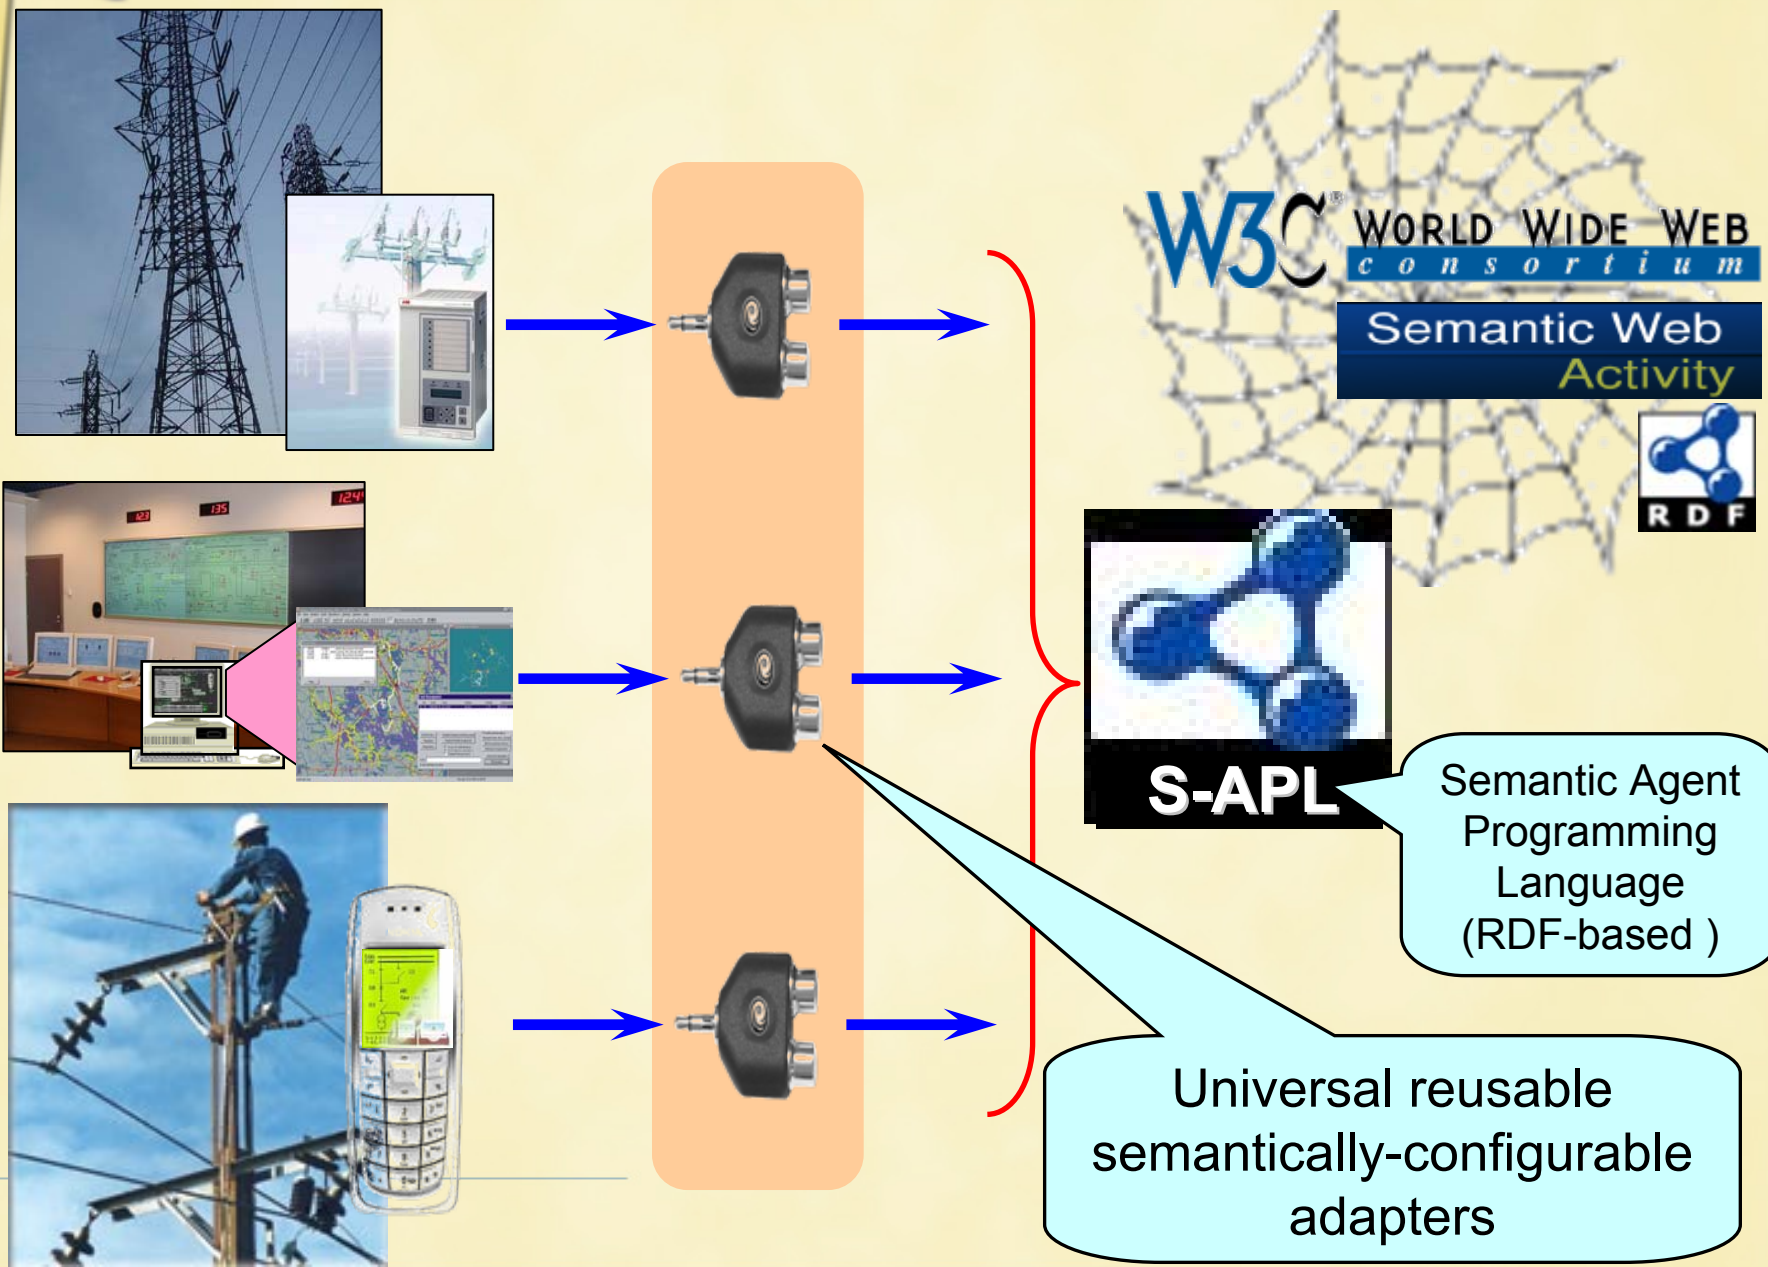 W3C® WORLD WIDE WEB
consortium
Semantic Web
Activity
RDF
S-APL
Semantic Agent
Programming
Language
(RDF-based )
Universal reusable
semantically-configurable
adapters